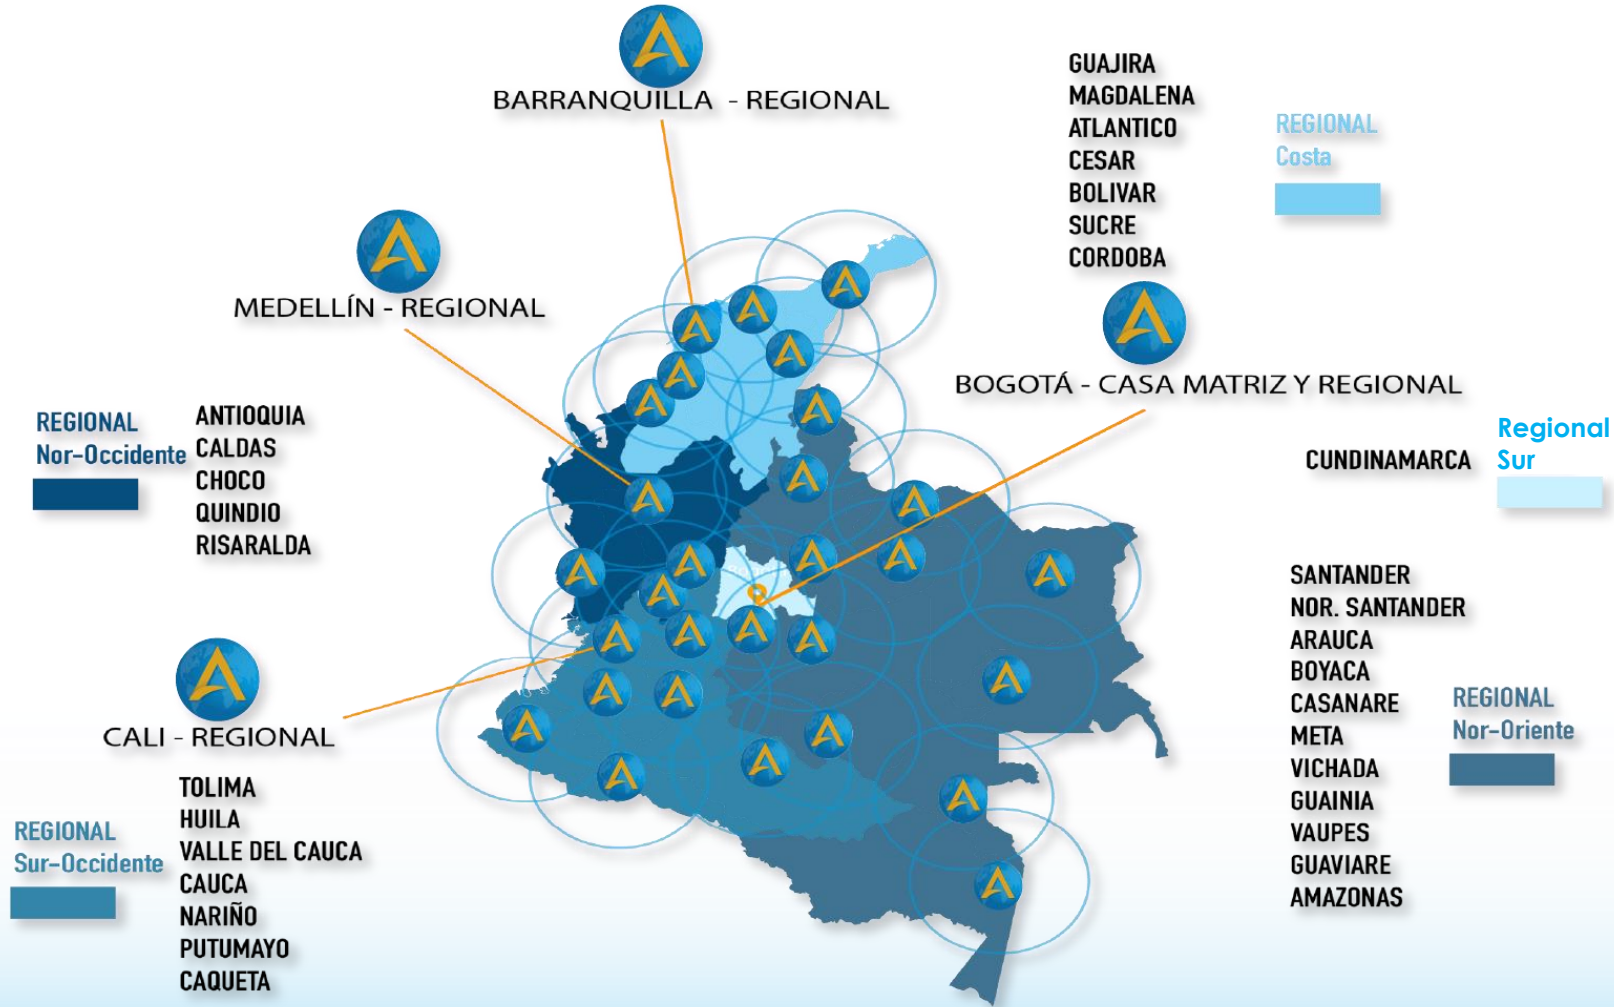 BARRANQUILLA - REGIONAL
GUAJIRA
MAGDALENA
ATLANTICO
CESAR
BOLIVAR
SUCRE
CORDOBA
REGIONAL
Costa
MEDELLÍN - REGIONAL
BOGOTÁ - CASA MATRIZ Y REGIONAL
REGIONAL
Nor-Occidente
ANTIOQUIA
CALDAS
CHOCO
QUINDIO
RISARALDA
CUNDINAMARCA
Regional
Sur
SANTANDER
NOR. SANTANDER
ARAUCA
BOYACA
CASANARE
META
VICHADA
GUAINIA
VAUPES
GUAVIARE
AMAZONAS
REGIONAL
Nor-Oriente
CALI - REGIONAL
REGIONAL
Sur-Occidente
TOLIMA
HUILA
VALLE DEL CAUCA
CAUCA
NARIÑO
PUTUMAYO
CAQUETA